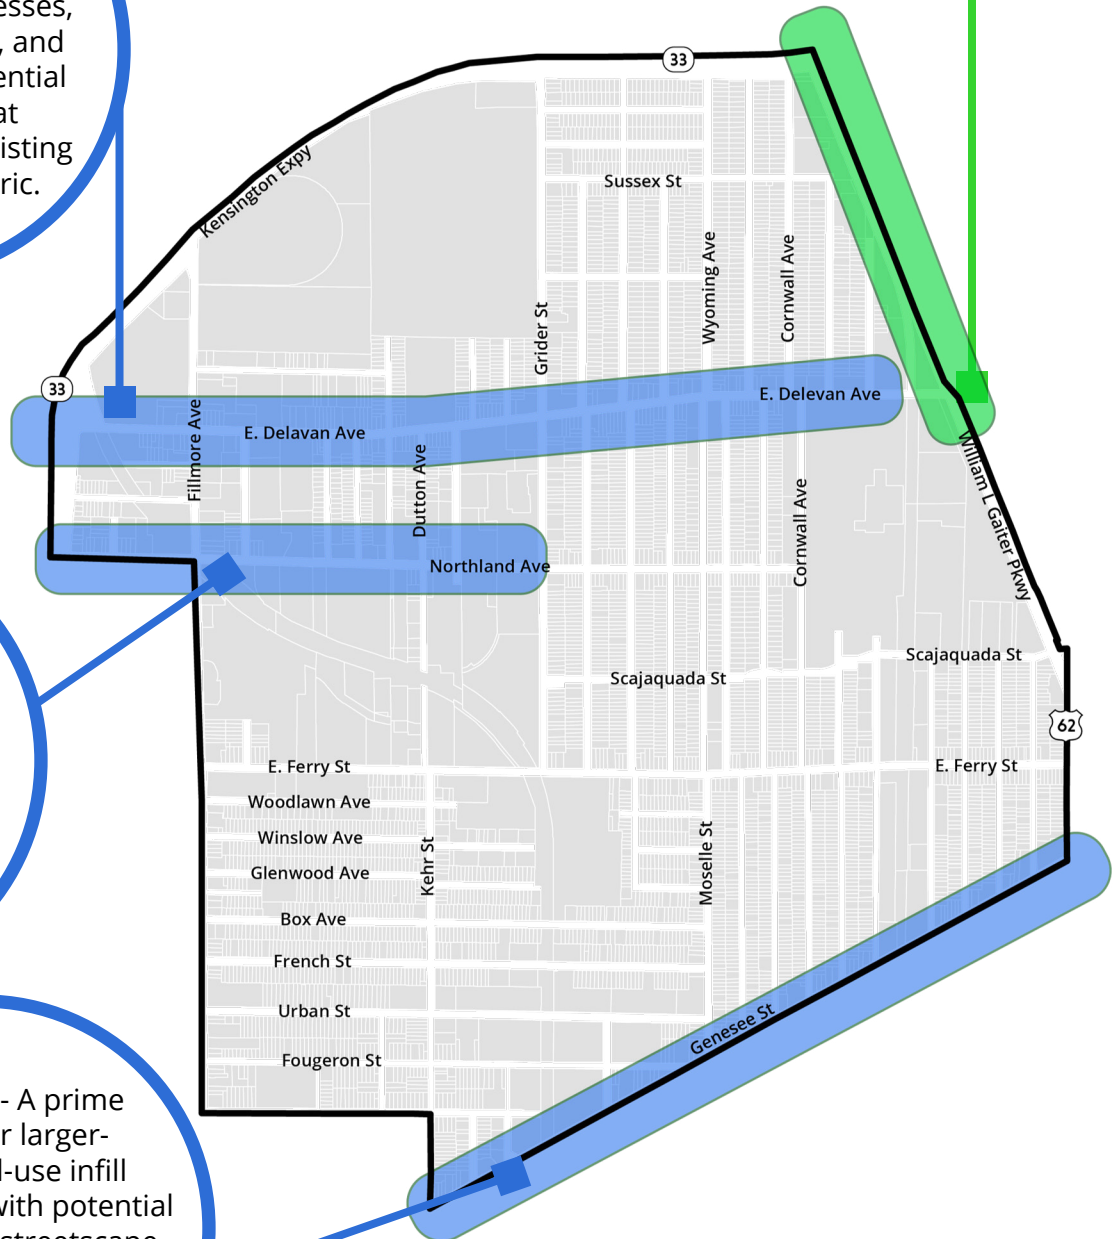 esses,
, and
ential
at
isting
ric.
33
Kensington Expy
Sussex St
Wyoming Ave
Cornwall Ave
Grider St
33
E. Delevan Ave
E. Delavan Ave
Fillmore Ave
Dutton Ave
William L Gaiter Pkwy
Cornwall Ave
Northland Ave
Scajaquada St
Scajaquada St
62
E. Ferry St
E. Ferry St
Woodlawn Ave
Winslow Ave
Kehr St
Moselle St
Glenwood Ave
Box Ave
French St
Urban St
Genesee St
Fougeron St
- A prime
r larger-
l-use infill
with potential
streetscape